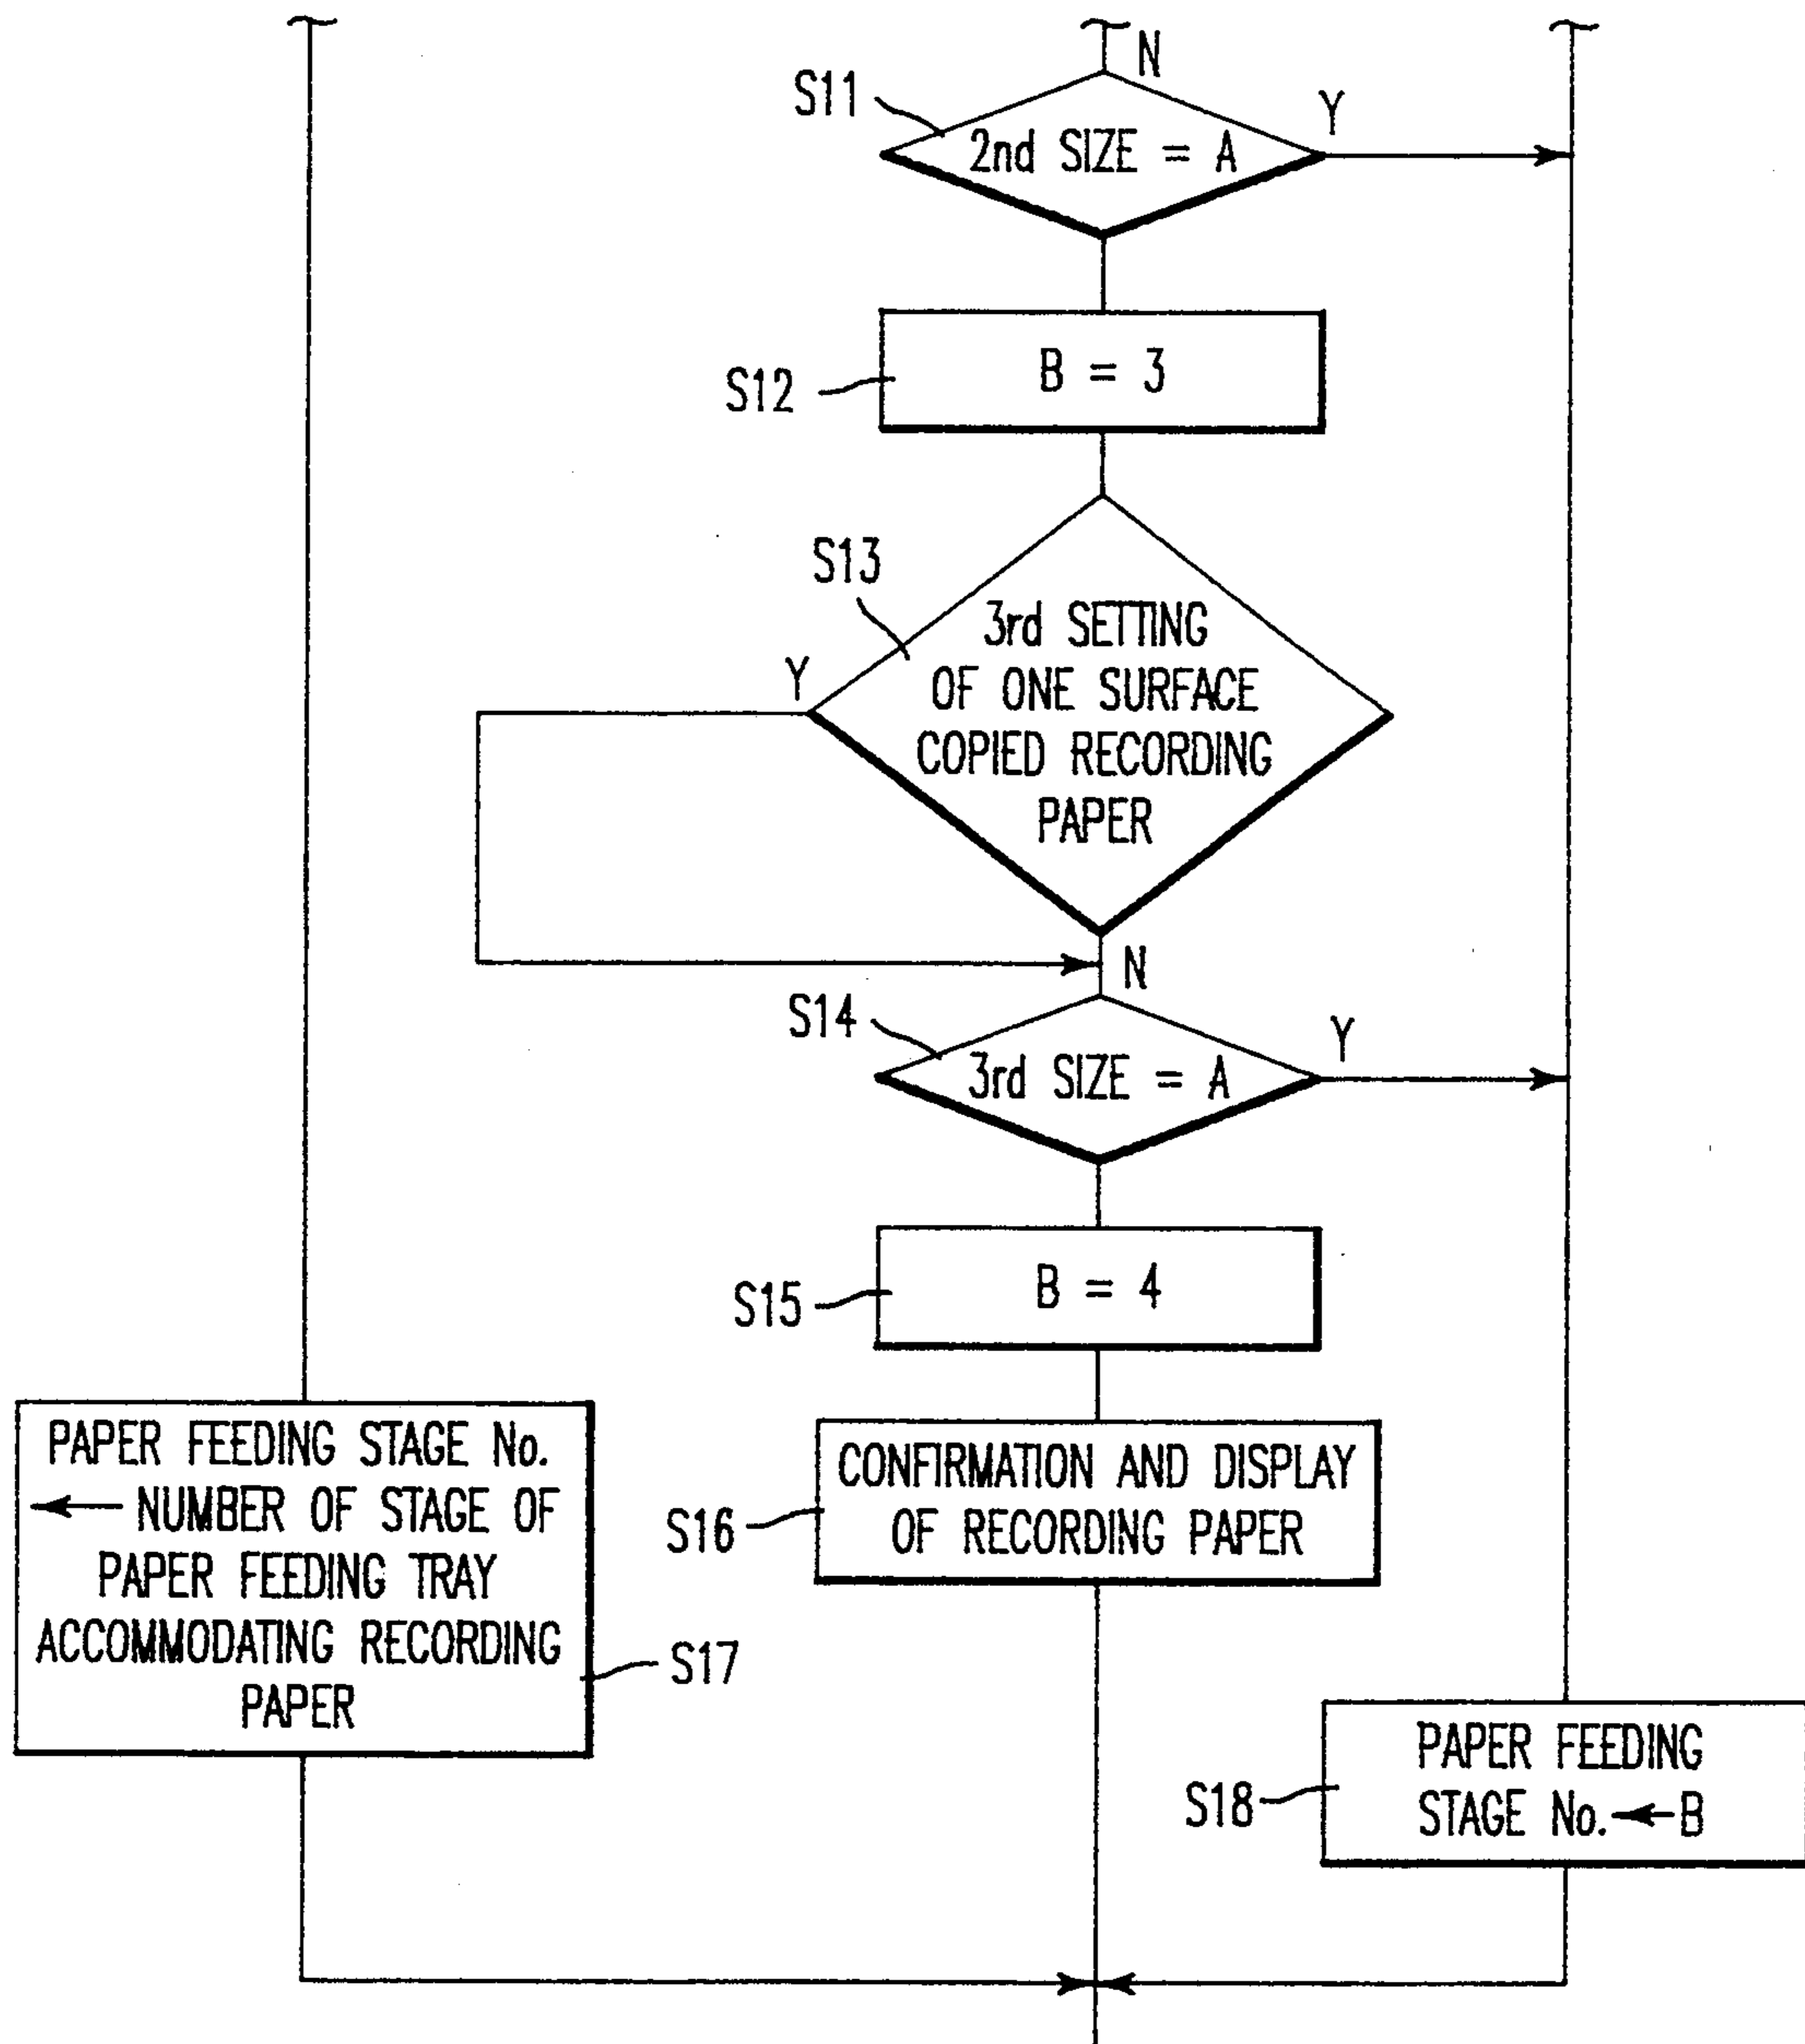 N
S11
Y
2nd SIZE = A
S12
B = 3
S13
Y
3rd SETTING
OF ONE SURFACE
COPIED RECORDING
PAPER
N
S14
Y
3rd SIZE = A
S15
B = 4
PAPER FEEDING STAGE No.
← NUMBER OF STAGE OF
PAPER FEEDING TRAY
ACCOMMODATING RECORDING
PAPER
S17
CONFIRMATION AND DISPLAY
OF RECORDING PAPER
S16
PAPER FEEDING
STAGE No. ← B
S18